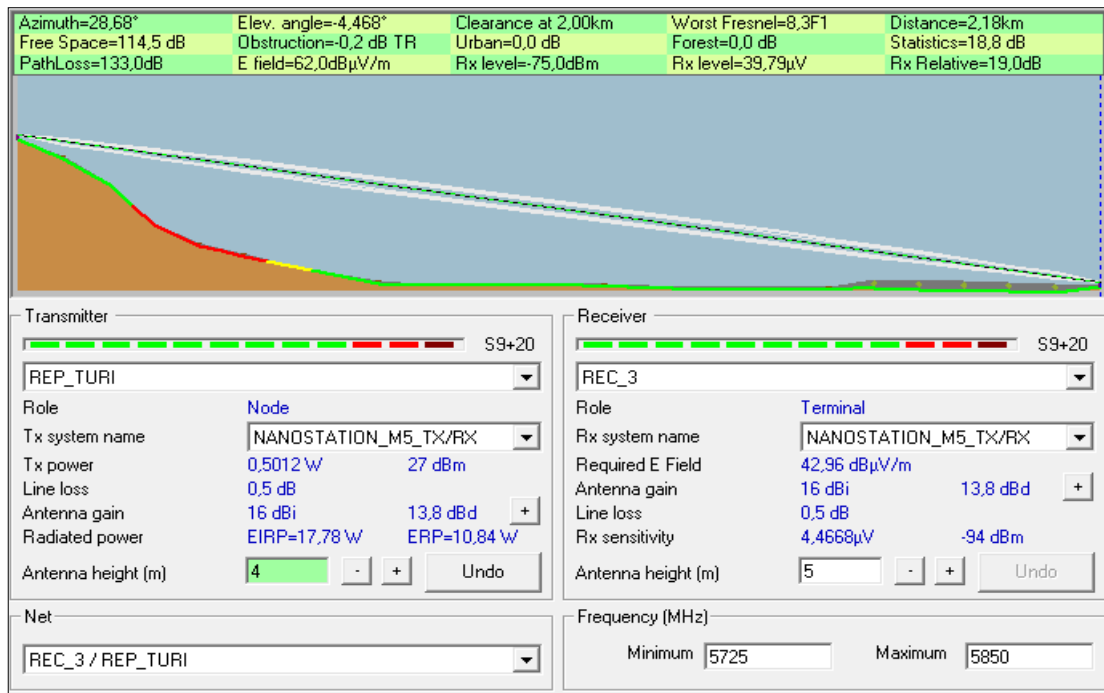 Azimuth=28,68° Elev. angle=-4,468° Clearance at 2,00km Worst Fresnel=8,3F1 Distance=2,18km
Free Space=114,5 dB Obstruction=-0,2 dB TR Urban=0,0 dB Forest=0,0 dB Statistics=18,8 dB
PathLoss=133,0dB E field=62,0dBµV/m Rx level=-75,0dBm Rx level=39,79µV Rx Relative=19,0dB
Transmitter
S9+20
REP_TURI
Role Node
Tx system name NANOSTATION_M5_TX/RX
Tx power 0,5012 W 27 dBm
Line loss 0,5 dB
Antenna gain 16 dBi 13,8 dBd +
Radiated power EIRP=17,78 W ERP=10,84 W
Antenna height (m) 4 - + Undo
Receiver
S9+20
REC_3
Role Terminal
Rx system name NANOSTATION_M5_TX/RX
Required E Field 42,96 dBµV/m
Antenna gain 16 dBi 13,8 dBd +
Line loss 0,5 dB
Rx sensitivity 4,4668µV -94 dBm
Antenna height (m) 5 - + Undo
Net
REC_3 / REP_TURI
Frequency (MHz)
Minimum 5725 Maximum 5850